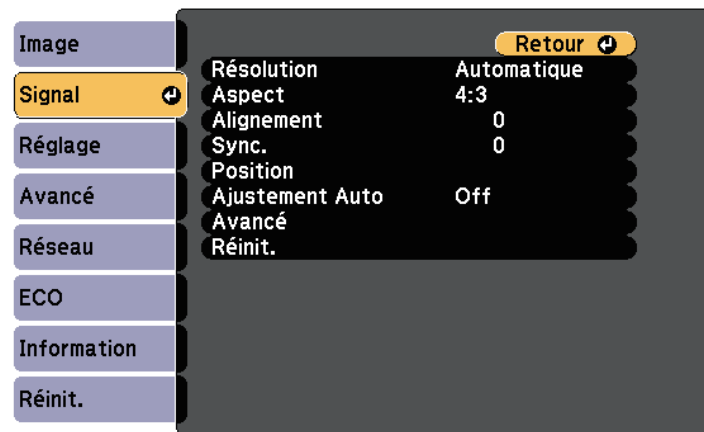 Image
Signal
Réglage
Avancé
Réseau
ECO
Information
Réinit.
Retour
Résolution Automatique
Aspect 4:3
Alignement 0
Sync. 0
Position
Ajustement Auto Off
Avancé
Réinit.